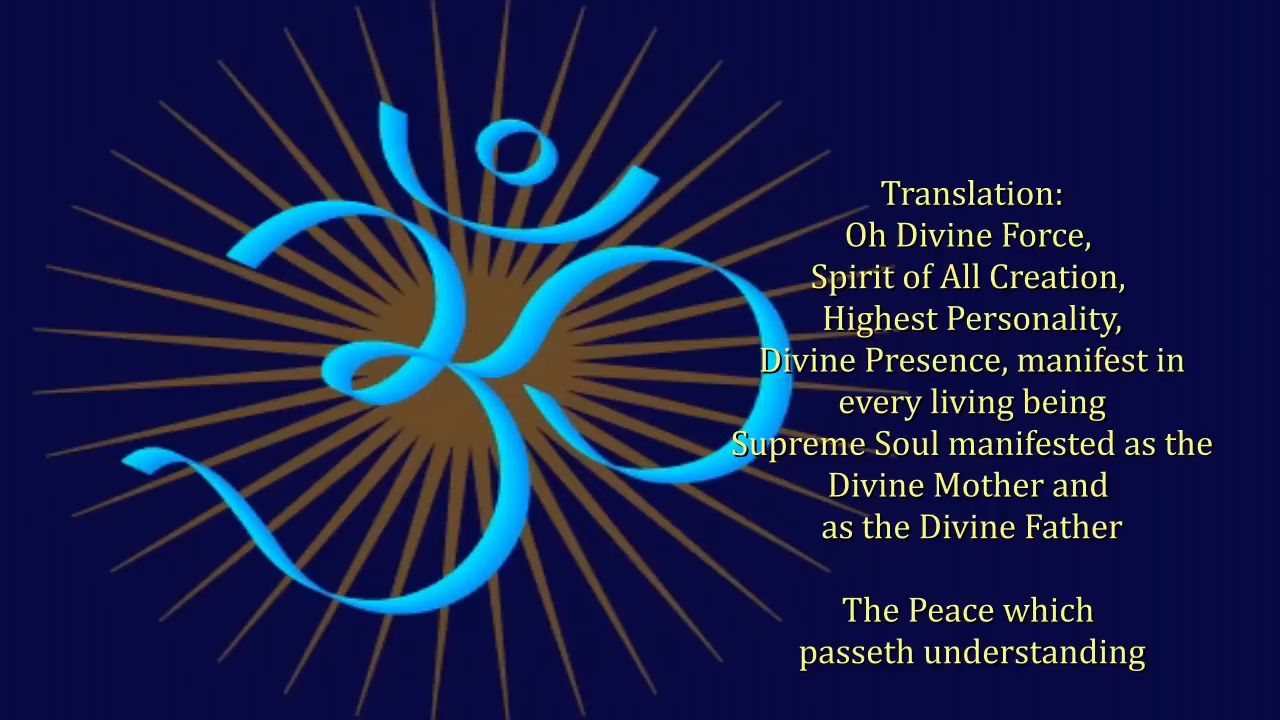 ॐ
Translation:
Oh Divine Force,
Spirit of All Creation,
Highest Personality,
Divine Presence, manifest in
every living being
Supreme Soul manifested as the
Divine Mother and
as the Divine Father
The Peace which
passeth understanding